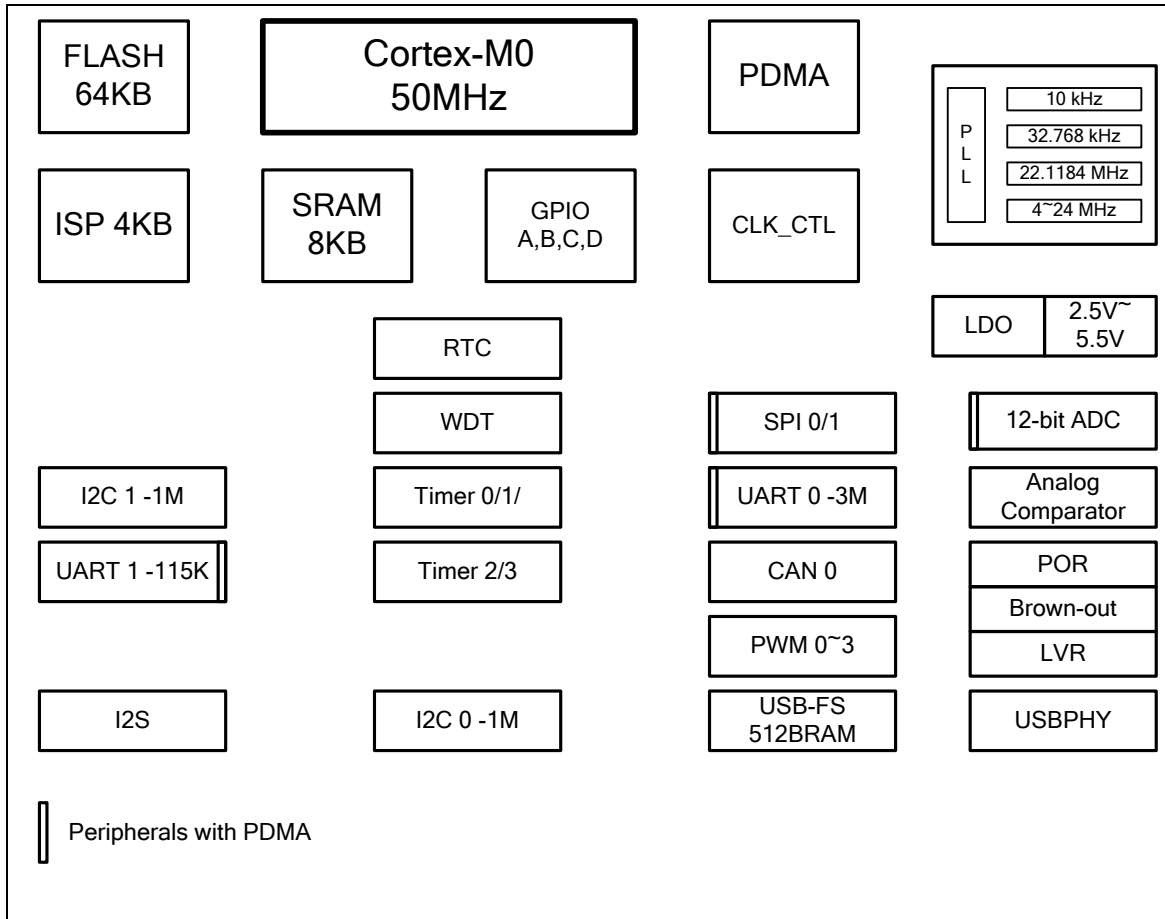 FLASH
64KB
Cortex-M0
50MHz
PDMA
P
L
L
10 kHz
32.768 kHz
22.1184 MHz
4~24 MHz
ISP 4KB
SRAM
8KB
GPIO
A,B,C,D
CLK_CTL
LDO
2.5V~
5.5V
RTC
WDT
SPI 0/1
12-bit ADC
I2C 1 -1M
Timer 0/1/
UART 0 -3M
Analog
Comparator
UART 1 -115K
Timer 2/3
CAN 0
POR
Brown-out
PWM 0~3
LVR
I2S
I2C 0 -1M
USB-FS
512BRAM
USBPHY
Peripherals with PDMA